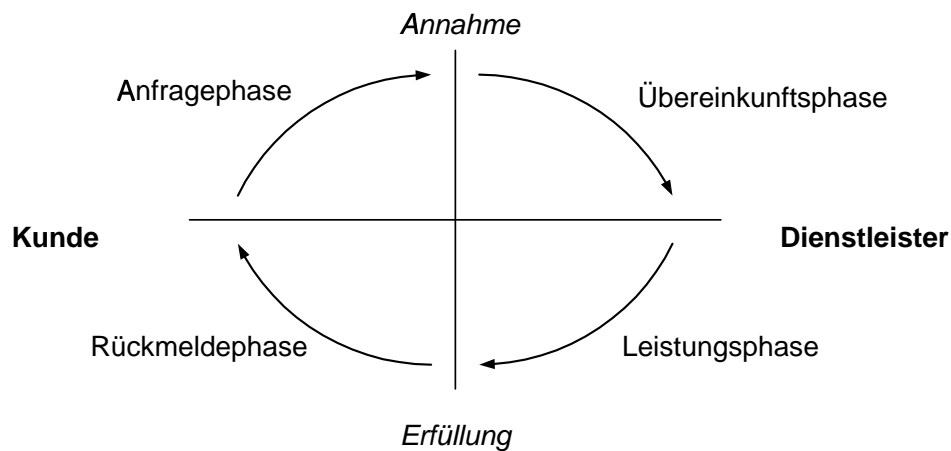 Annahme
Anfragephase
Übereinkunftsphase
Kunde
Dienstleister
Rückmeldephase
Leistungsphase
Erfüllung